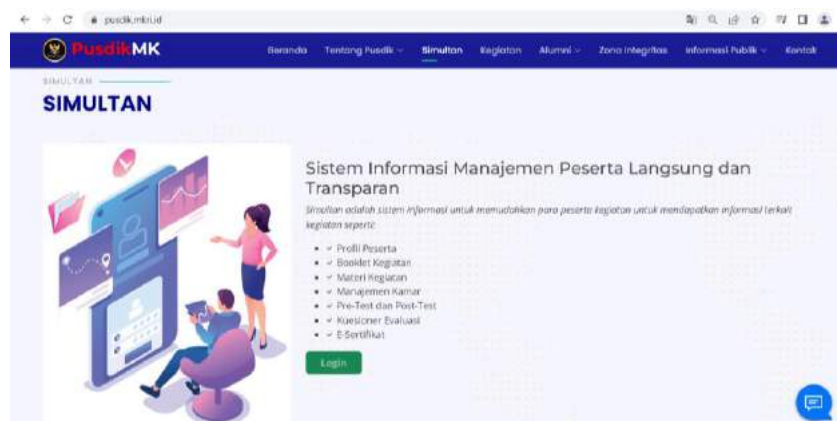 pusdik.mkri.id
PusdikMK
Beranda Tentang Pusdik Simultan Kegiatan Alumni Zona Integritas Informasi Publik Kontak
SIMULTAN
SIMULTAN
Sistem Informasi Manajemen Peserta Langsung dan
Transparan
Simultan adalah sistem informasi untuk memudahkan para peserta kegiatan untuk mendapatkan informasi terkait
kegiatan seperti:
Profil Peserta
Booklet Kegiatan
Materi Kegiatan
Manajemen Kamar
Pre-Test dan Post-Test
Kuesioner Evaluasi
E-Sertifikat
Login